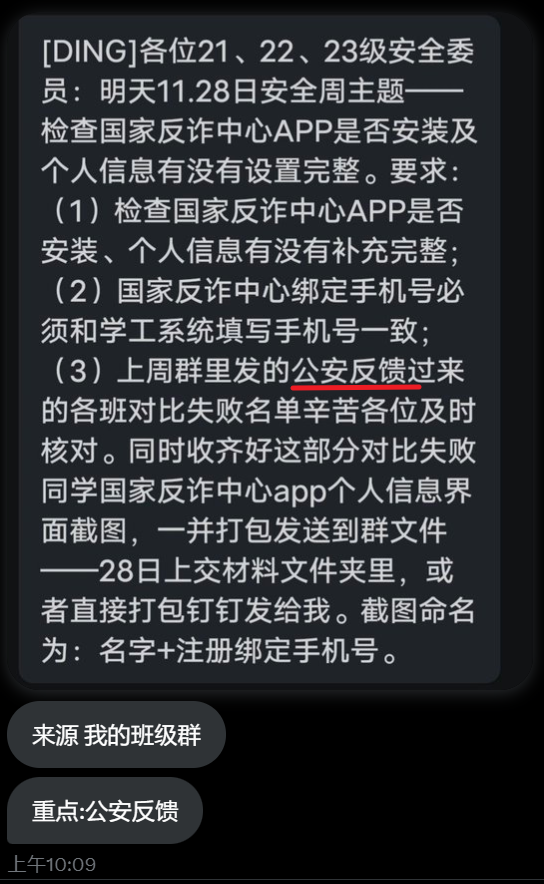 [DING]各位21、22、23级安全委
员：明天11.28日安全周主题——
检查国家反诈中心APP是否安装及
个人信息有没有设置完整。要求：
（1）检查国家反诈中心APP是否
安装、个人信息有没有补充完整；
（2）国家反诈中心绑定手机号必
须和学工系统填写手机号一致；
（3）上周群里发的公安反馈过来
的各班对比失败名单辛苦各位及时
核对。同时收齐好这部分对比失败
同学国家反诈中心app个人信息界
面截图，一并打包发送到群文件
——28日上交材料文件夹里，或
者直接打包钉钉发给我。截图命名
为：名字+注册绑定手机号。
来源 我的班级群
重点:公安反馈
上午10:09